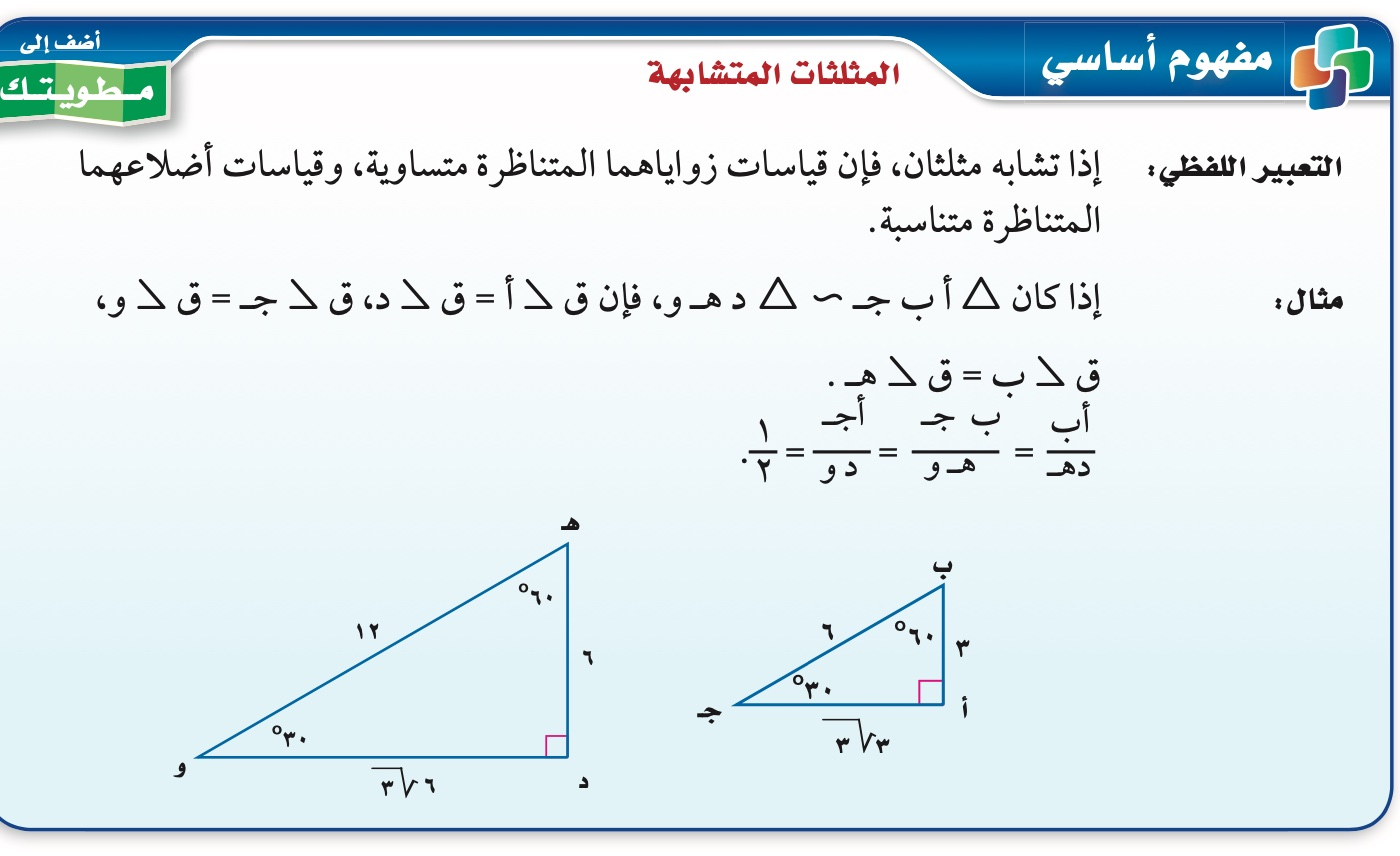 مفهوم أساسي
المثلثات المتشابهة
أضف إلى
مـطويتـك
التعبير اللفظي: إذا تشابه مثلثان، فإن قياسات زواياهما المتناظرة متساوية، وقياسات أضلاعهما
المتناظرة متناسبة.
مثال: إذا كان △ أ ب جـ ∽ △ د هـ و، فإن ق ∠ أ = ق ∠ د، ق ∠ جـ = ق ∠ و،
ق ∠ ب = ق ∠ هـ .
أب/دهـ = ب جـ/هـ و = أجـ/د و = ١/٢.
هـ
٦٠°
١٢
٦
٣٠°
و
٦√٣
د
ب
٦٠°
٦
٣
٣٠°
جـ
أ
٣√٣